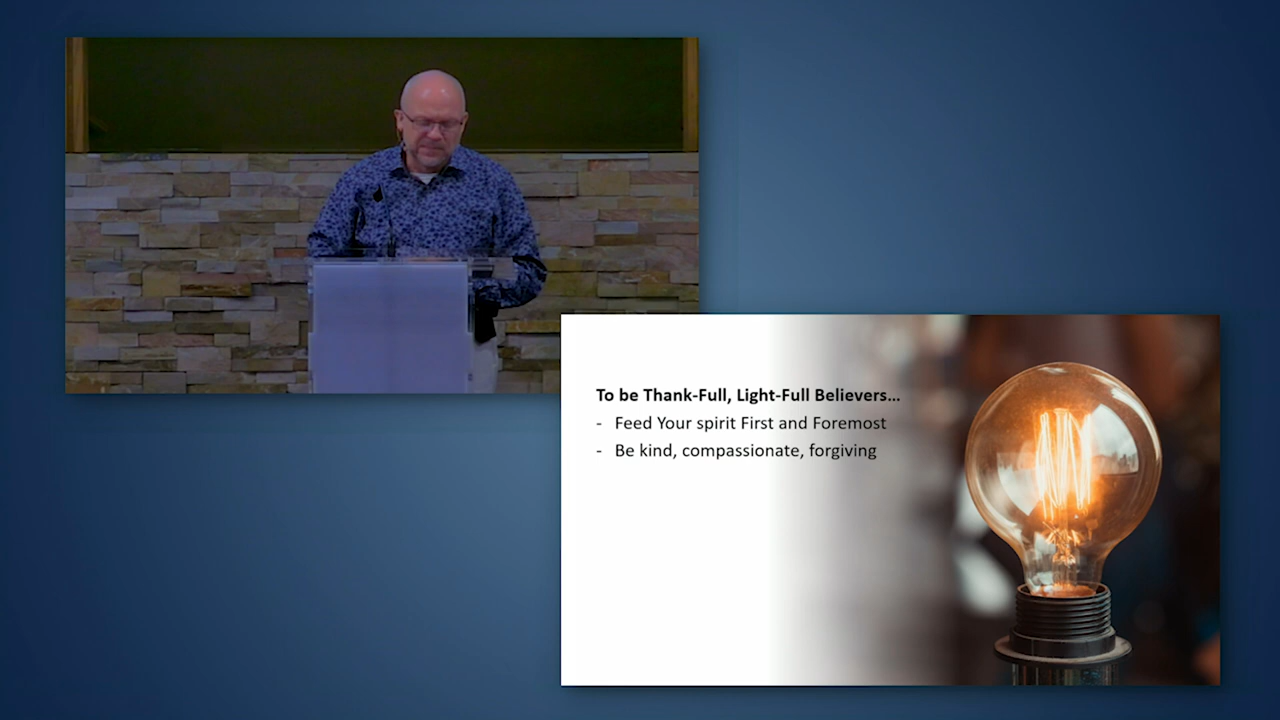 To be Thank-Full, Light-Full Believers…
- Feed Your spirit First and Foremost
- Be kind, compassionate, forgiving